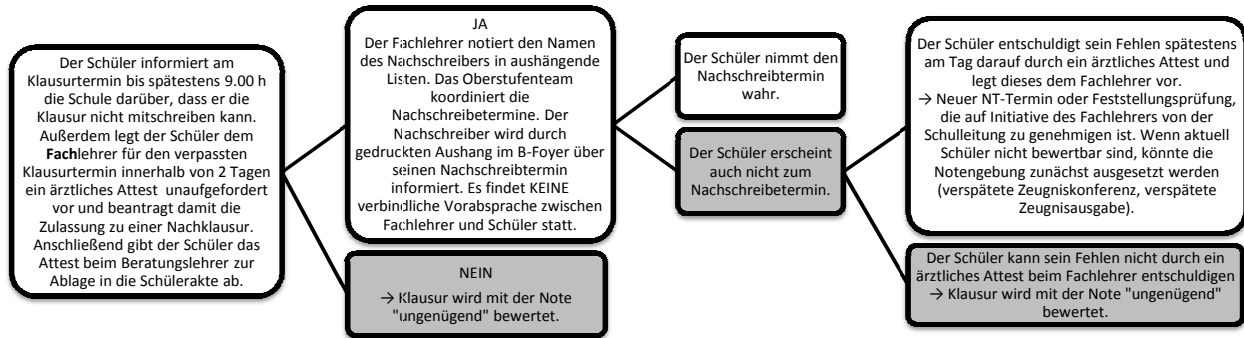 Der Schüler informiert am
Klausurtermin bis spätestens 9.00 h
die Schule darüber, dass er die
Klausur nicht mitschreiben kann.
Außerdem legt der Schüler dem
Fachlehrer für den verpassten
Klausurtermin innerhalb von 2 Tagen
ein ärztliches Attest unaufgefordert
vor und beantragt damit die
Zulassung zu einer Nachklausur.
Anschließend gibt der Schüler das
Attest beim Beratungslehrer zur
Ablage in die Schülerakte ab.
JA
Der Fachlehrer notiert den Namen
des Nachschreibers in aushängende
Listen. Das Oberstufenteam
koordiniert die
Nachschreibetermine. Der
Nachschreiber wird durch
gedruckten Aushang im B-Foyer über
seinen Nachschreibtermin
informiert. Es findet KEINE
verbindliche Vorabsprache zwischen
Fachlehrer und Schüler statt.
NEIN
→ Klausur wird mit der Note
"ungenügend" bewertet.
Der Schüler nimmt den
Nachschreibtermin
wahr.
Der Schüler erscheint
auch nicht zum
Nachschreibetermin.
Der Schüler entschuldigt sein Fehlen spätestens
am Tag darauf durch ein ärztliches Attest und
legt dieses dem Fachlehrer vor.
→ Neuer NT-Termin oder Feststellungsprüfung,
die auf Initiative des Fachlehrers von der
Schulleitung zu genehmigen ist. Wenn aktuell
Schüler nicht bewertbar sind, könnte die
Notengebung zunächst ausgesetzt werden
(verspätete Zeugniskonferenz, verspätete
Zeugnisausgabe).
Der Schüler kann sein Fehlen nicht durch ein
ärztliches Attest beim Fachlehrer entschuldigen
→ Klausur wird mit der Note "ungenügend"
bewertet.